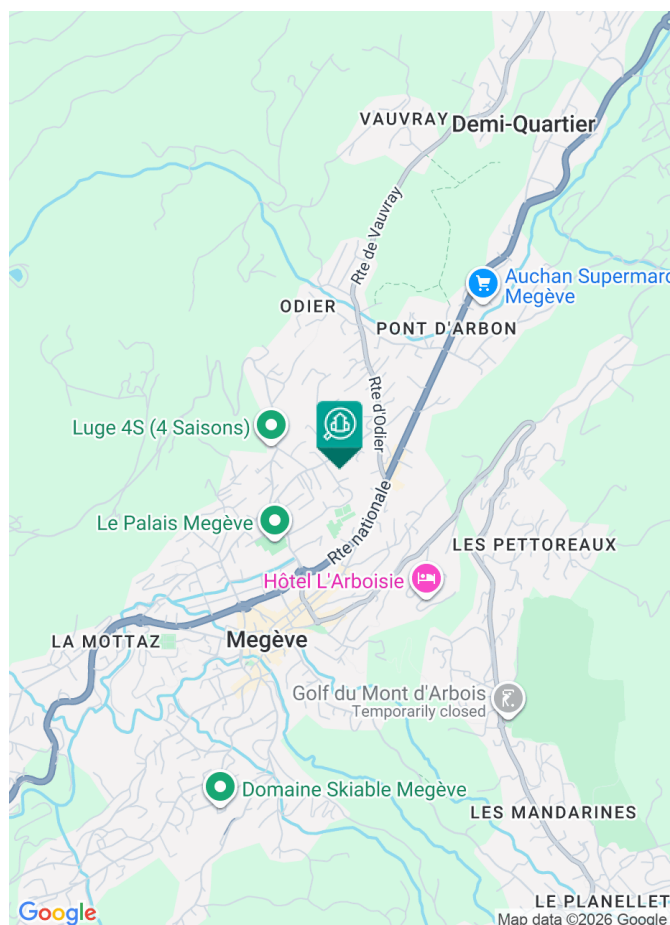 VAUVRAY
Demi-Quartier
Rte de Vauvray
Auchan Supermarc
Megève
ODIER
PONT D'ARBON
Rte d'Odier
Luge 4S (4 Saisons)
Le Palais Megève
Rte nationale
LES PETTOREAUX
Hôtel L'Arboisie
LA MOTTAZ
Megève
Golf du Mont d'Arbois
Temporarily closed
Domaine Skiable Megève
LES MANDARINES
LE PLANELLET
Google
Map data ©2026 Google